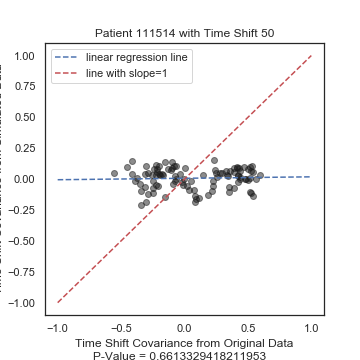 Patient 111514 with Time Shift 50
linear regression line
line with slope=1
1.00
0.75
0.50
0.25
0.00
−0.25
−0.50
−0.75
−1.00
−1.0
−0.5
0.0
0.5
1.0
Time Shift Covariance from Original Data
P-Value = 0.6613329418211953